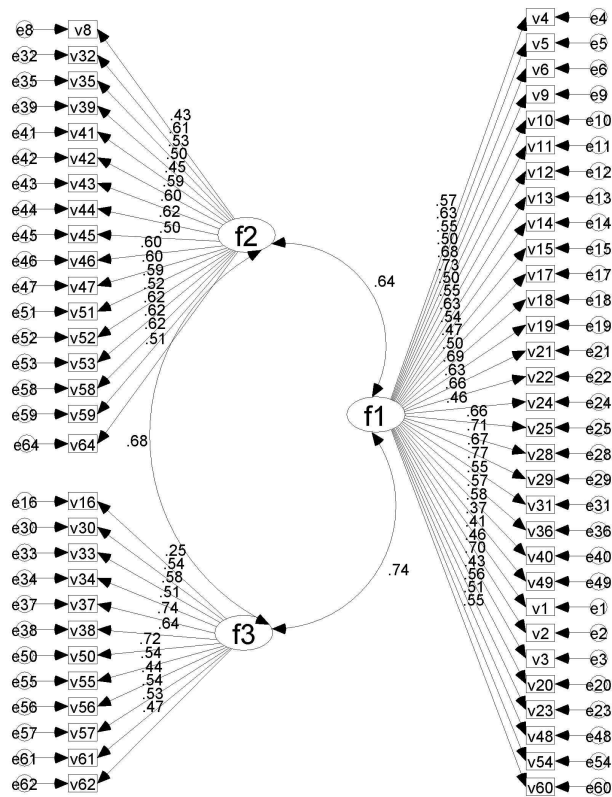 e8 v8
e32 v32
e35 v35
e39 v39
e41 v41
e42 v42
e43 v43
e44 v44
e45 v45
e46 v46
e47 v47
e51 v51
e52 v52
e53 v53
e58 v58
e59 v59
e64 v64
.43
.61
.53
.50
.45
.59
.60
.62
.50
.60
.60
.59
.52
.62
.62
.62
.51
f2
.64
.68
e16 v16
e30 v30
e33 v33
e34 v34
e37 v37
e38 v38
e50 v50
e55 v55
e56 v56
e57 v57
e61 v61
e62 v62
.25
.54
.58
.51
.74
.64
.72
.54
.44
.54
.53
.47
f3
.74
f1
.57
.63
.55
.50
.68
.73
.50
.55
.63
.54
.47
.50
.69
.63
.66
.46
.66
.71
.67
.77
.55
.57
.58
.37
.41
.46
.70
.43
.56
.51
.55
v4 e4
v5 e5
v6 e6
v9 e9
v10 e10
v11 e11
v12 e12
v13 e13
v14 e14
v15 e15
v17 e17
v18 e18
v19 e19
v21 e21
v22 e22
v24 e24
v25 e25
v28 e28
v29 e29
v31 e31
v36 e36
v40 e40
v49 e49
v1 e1
v2 e2
v3 e3
v20 e20
v23 e23
v48 e48
v54 e54
v60 e60